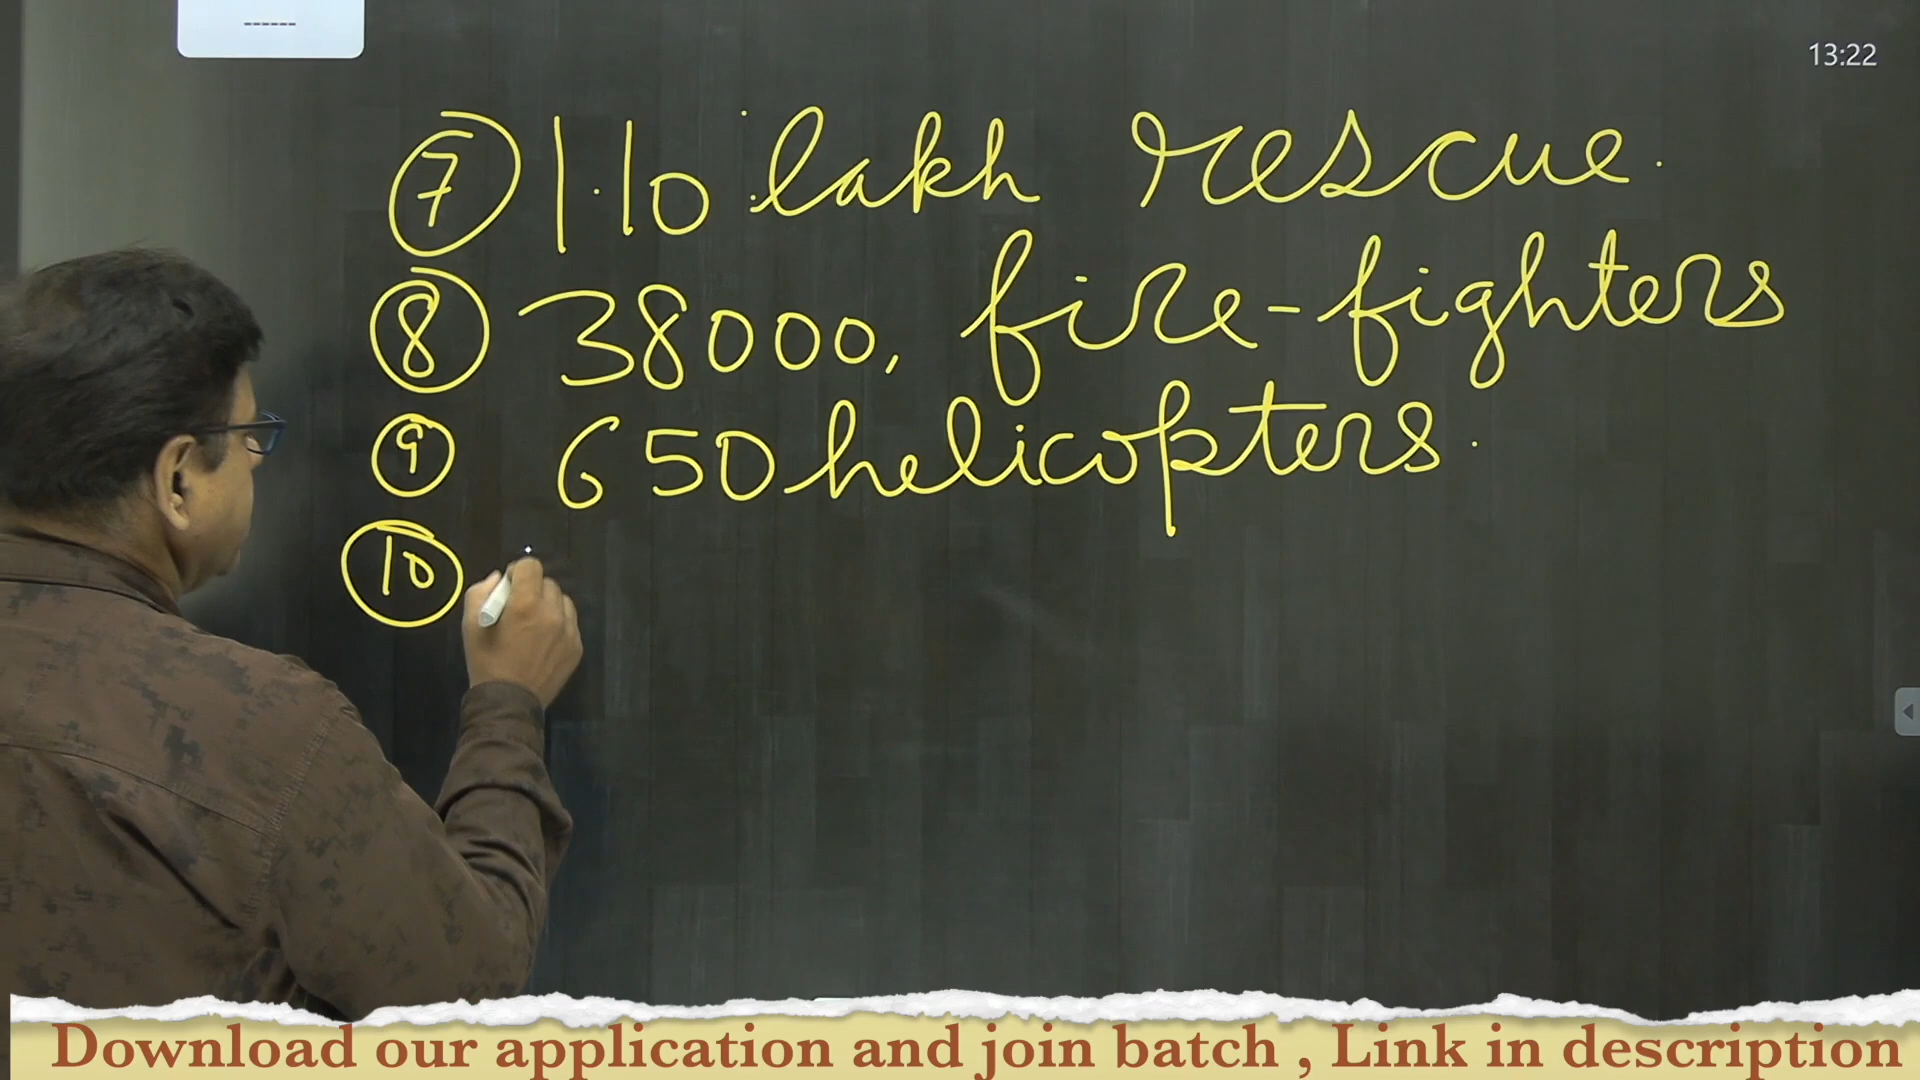 ------
13:22
7 1.10 lakh rescue.
8 38000, fire-fighters
9 650 helicopters.
10
Download our application and join batch , Link in description